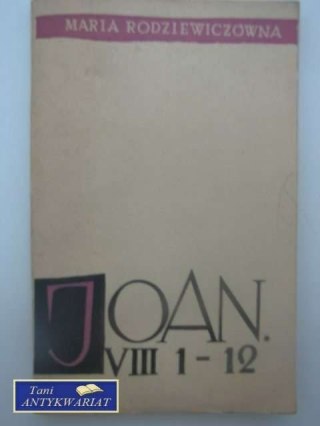 MARIA RODZIEWICZÓWNA
JOAN.
VIII 1-12
Tani
ANTYKWARIAT